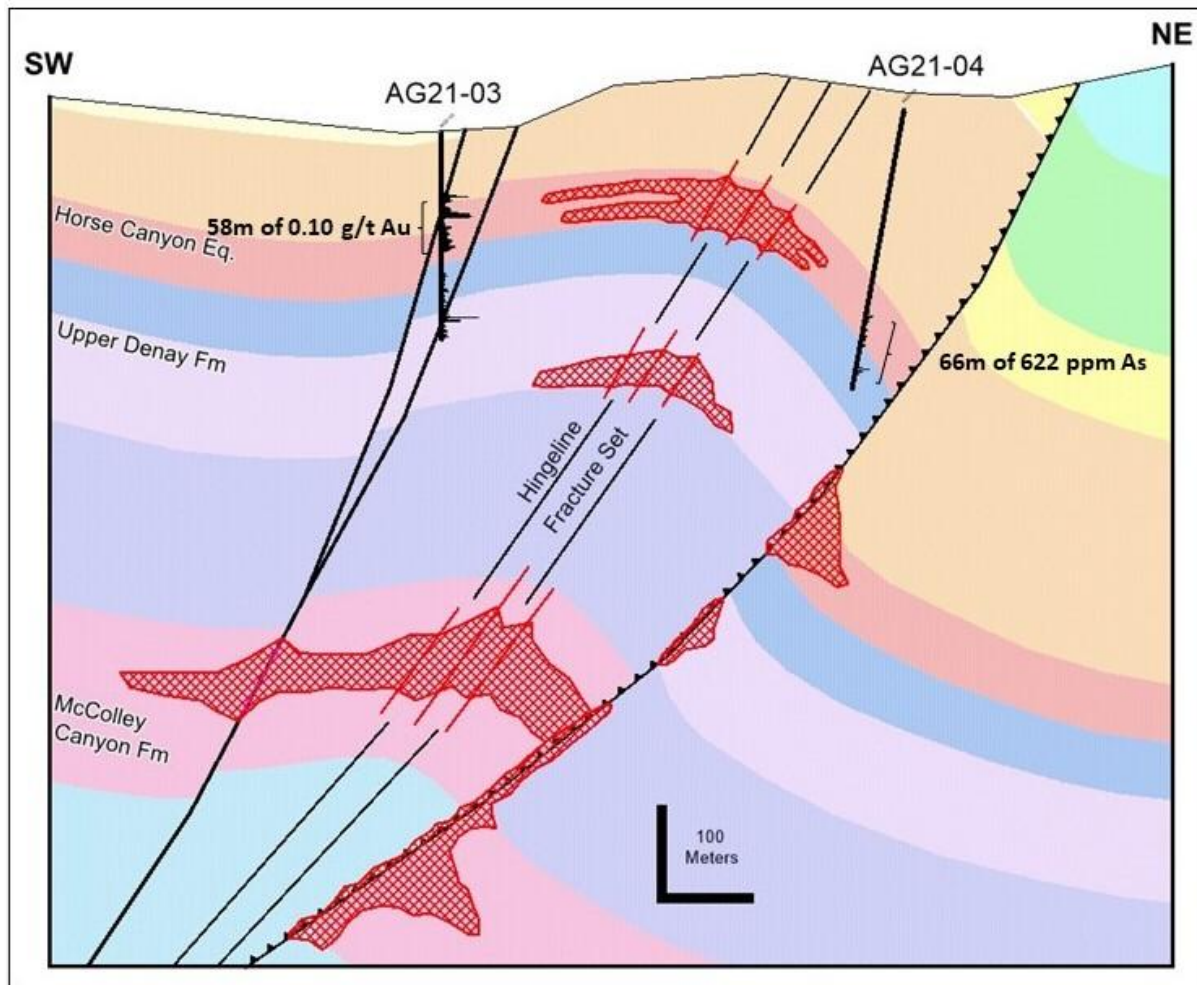 SW
NE
AG21-03
AG21-04
58m of 0.10 g/t Au
Horse Canyon Eq.
Upper Denay Fm
66m of 622 ppm As
Hingeline
Fracture Set
McColley
Canyon Fm
100
Meters